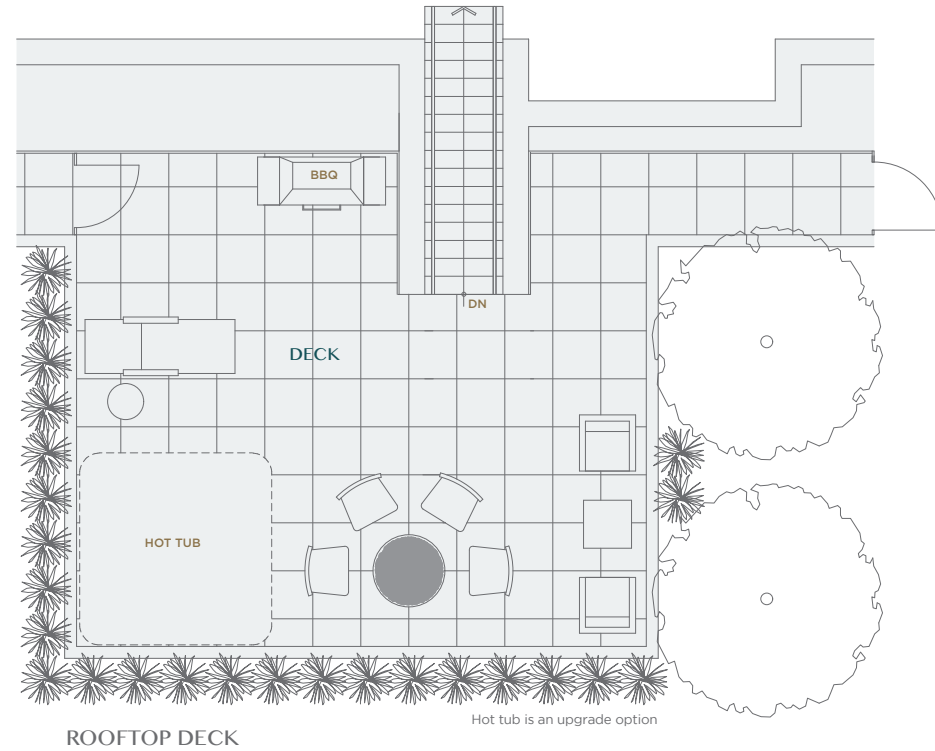 BBQ
DN
DECK
HOT TUB
Hot tub is an upgrade option
ROOFTOP DECK